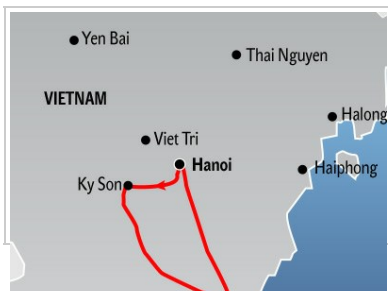 Yen Bai
Thai Nguyen
VIETNAM
Halong
Viet Tri
Hanoi
Haiphong
Ky Son